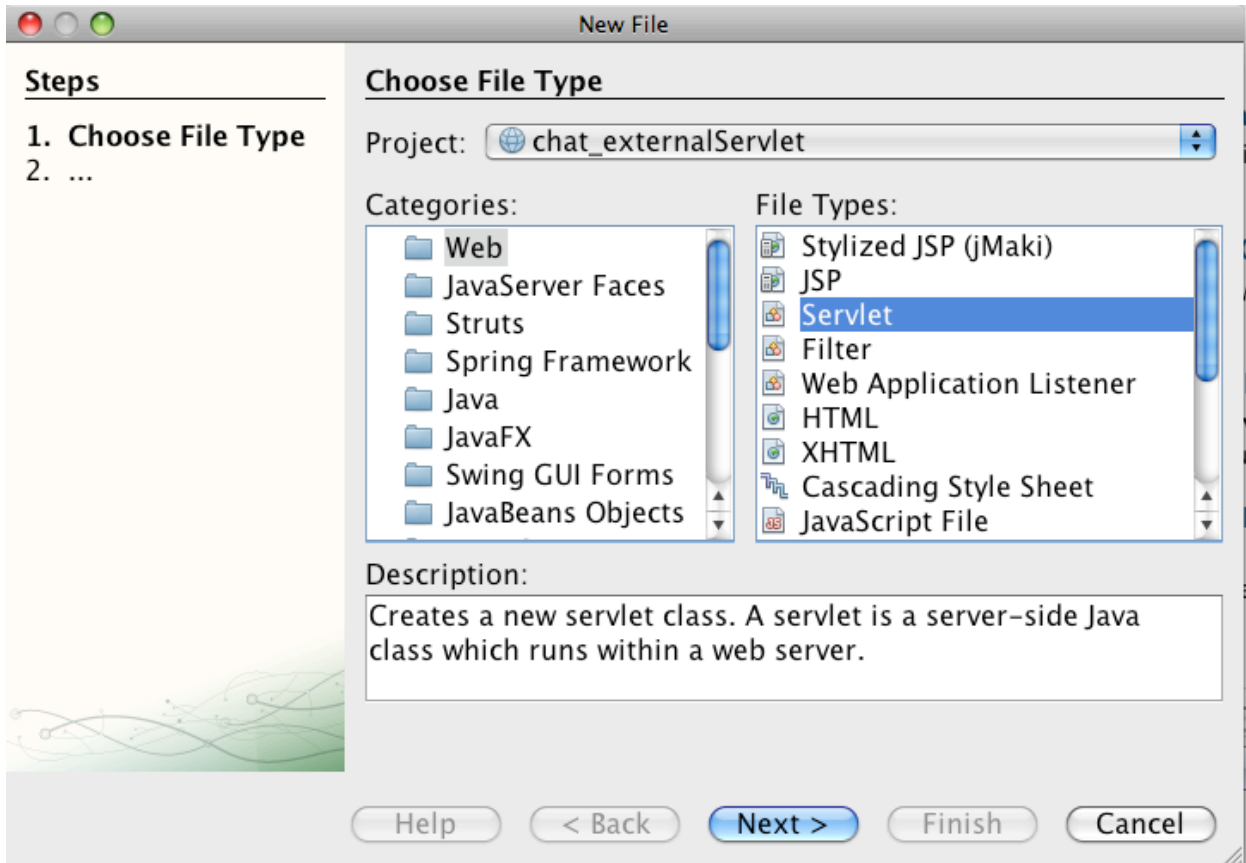 New File
Steps
1. Choose File Type
2. ...
Choose File Type
Project: chat_externalServlet
Categories:
Web
JavaServer Faces
Struts
Spring Framework
Java
JavaFX
Swing GUI Forms
JavaBeans Objects
File Types:
Stylized JSP (jMaki)
JSP
Servlet
Filter
Web Application Listener
HTML
XHTML
Cascading Style Sheet
JavaScript File
Description:
Creates a new servlet class. A servlet is a server-side Java
class which runs within a web server.
Help < Back Next > Finish Cancel